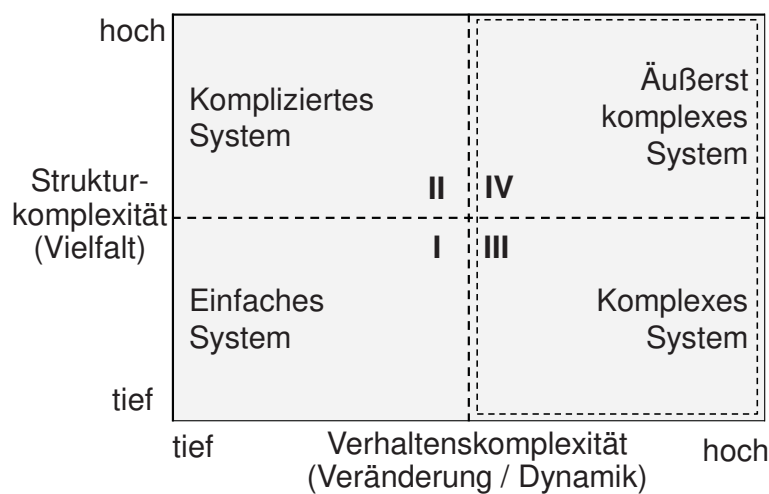 hoch
Kompliziertes
System
Äußerst
komplexes
System
II
IV
Struktur-
komplexität
(Vielfalt)
I
III
Einfaches
System
Komplexes
System
tief
tief
Verhaltenskomplexität
(Veränderung / Dynamik)
hoch